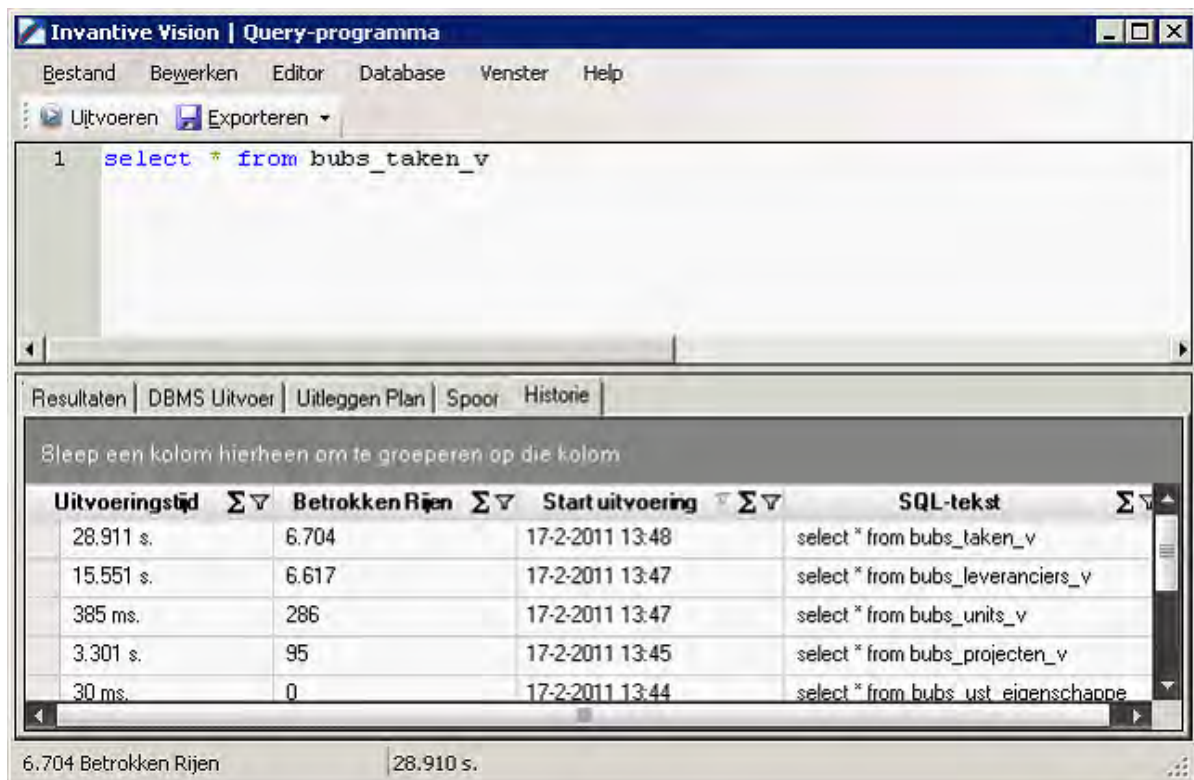 Invantive Vision | Query-programma
Bestand Bewerken Editor Database Venster Help
Uitvoeren Exporteren
1 select * from bubs_taken_v
Resultaten DBMS Uitvoer Uitleggen Plan Spoor Historie
Sleep een kolom hierheen om te groeperen op die kolom
Uitvoeringstijd Σ Betrokken Rijen Σ Start uitvoering Σ SQL-tekst Σ
28.911 s. 6.704 17-2-2011 13:48 select * from bubs_taken_v
15.551 s. 6.617 17-2-2011 13:47 select * from bubs_leveranciers_v
385 ms. 286 17-2-2011 13:47 select * from bubs_units_v
3.301 s. 95 17-2-2011 13:45 select * from bubs_projecten_v
30 ms. 0 17-2-2011 13:44 select * from bubs_ust_eigenschappe
6.704 Betrokken Rijen 28.910 s.